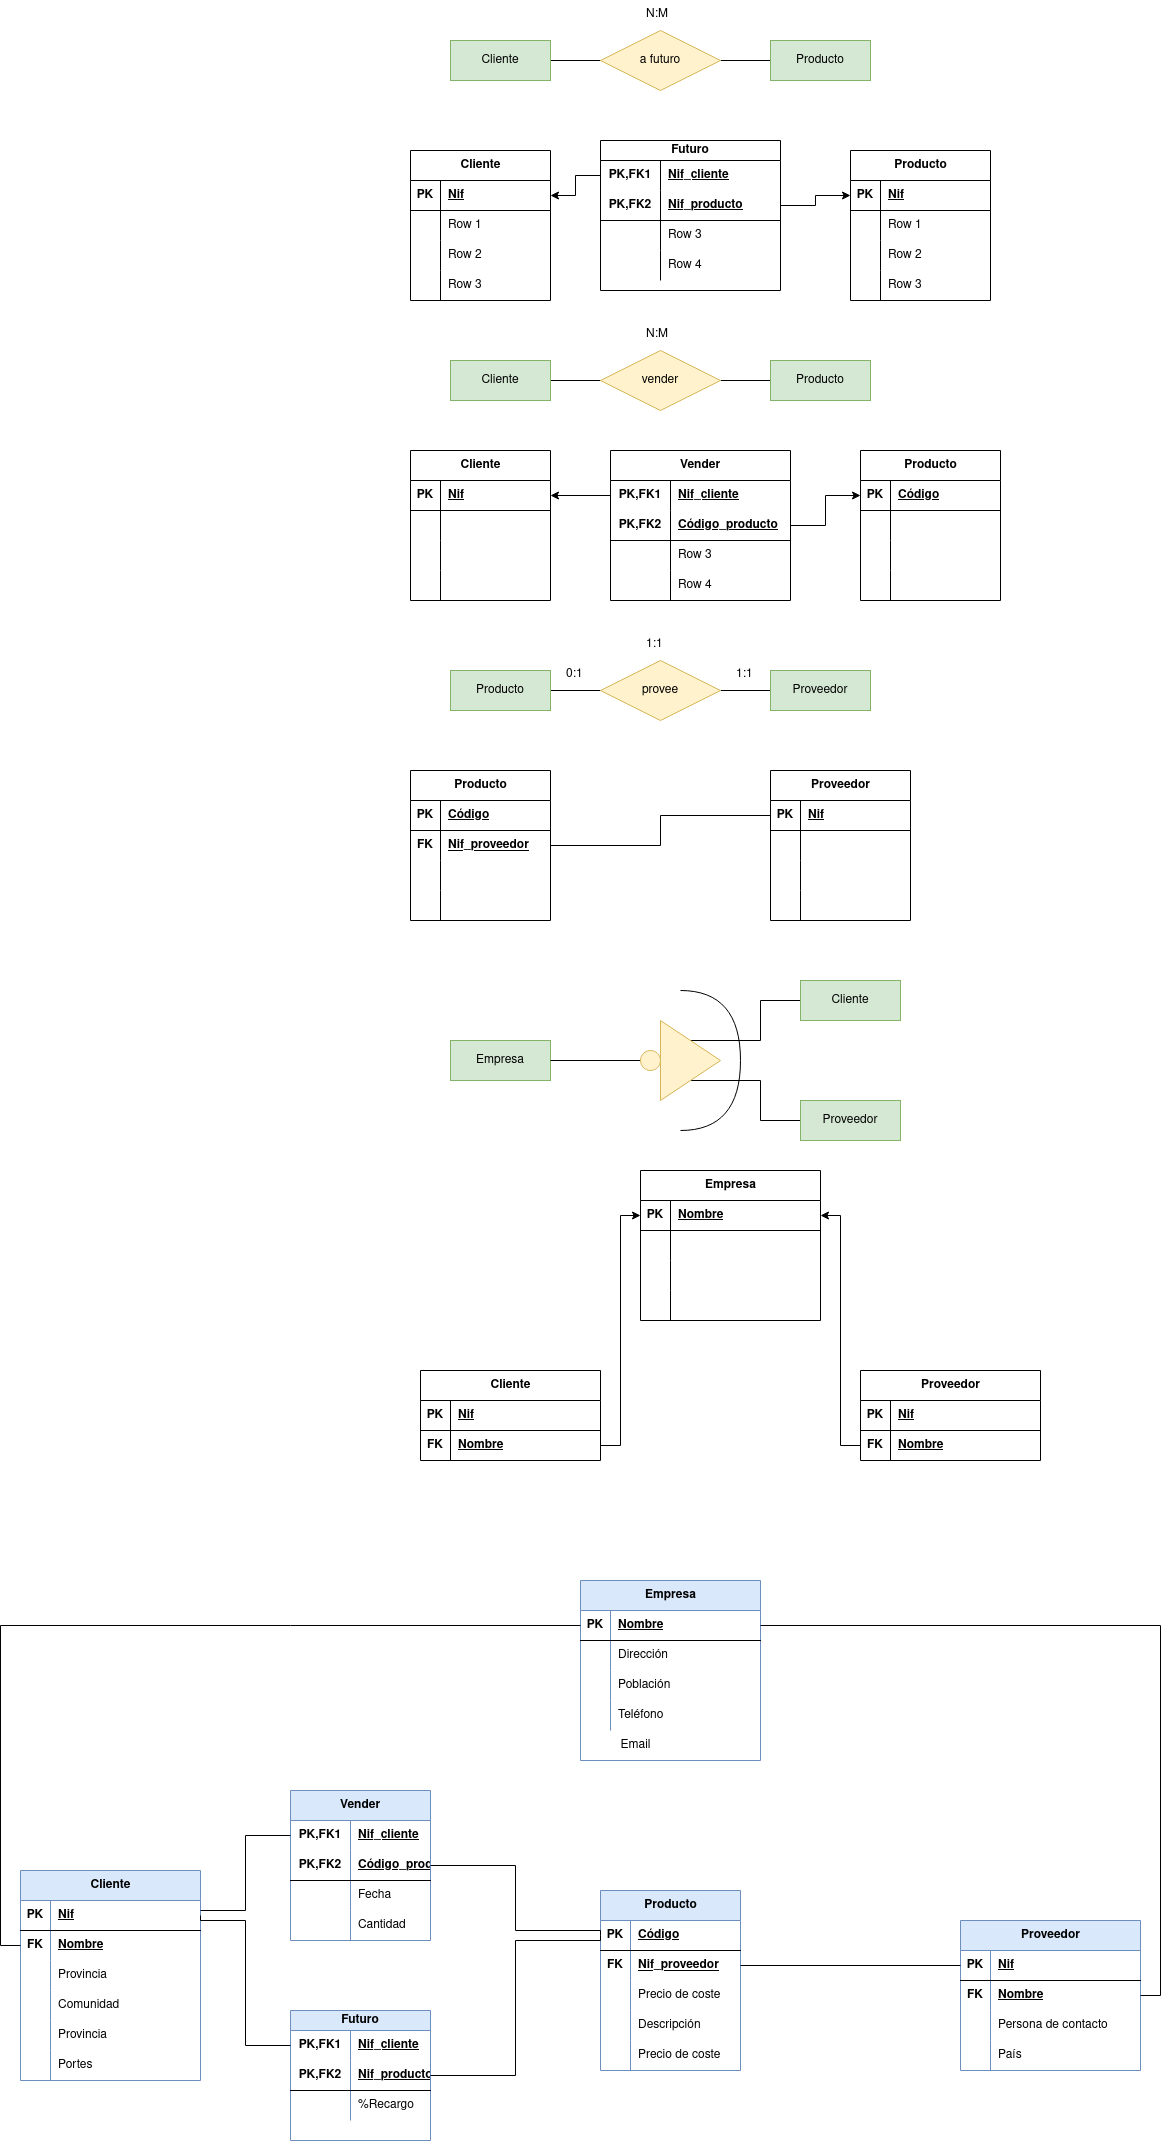 N:M
Cliente
a futuro
Producto
Cliente
PK Nif
Row 1
Row 2
Row 3
Futuro
PK,FK1 Nif_cliente
PK,FK2 Nif_producto
Row 3
Row 4
Producto
PK Nif
Row 1
Row 2
Row 3
N:M
Cliente
vender
Producto
Cliente
PK Nif
Vender
PK,FK1 Nif_cliente
PK,FK2 Código_producto
Row 3
Row 4
Producto
PK Código
1:1
Producto
0:1
provee
1:1
Proveedor
Producto
PK Código
FK Nif_proveedor
Proveedor
PK Nif
Empresa
Cliente
Proveedor
Empresa
PK Nombre
Cliente
PK Nif
FK Nombre
Proveedor
PK Nif
FK Nombre
Empresa
PK Nombre
Dirección
Población
Teléfono
Email
Cliente
PK Nif
FK Nombre
Provincia
Comunidad
Provincia
Portes
Vender
PK,FK1 Nif_cliente
PK,FK2 Código_prod
Fecha
Cantidad
Futuro
PK,FK1 Nif_cliente
PK,FK2 Nif_producto
%Recargo
Producto
PK Código
FK Nif_proveedor
Precio de coste
Descripción
Precio de coste
Proveedor
PK Nif
FK Nombre
Persona de contacto
País